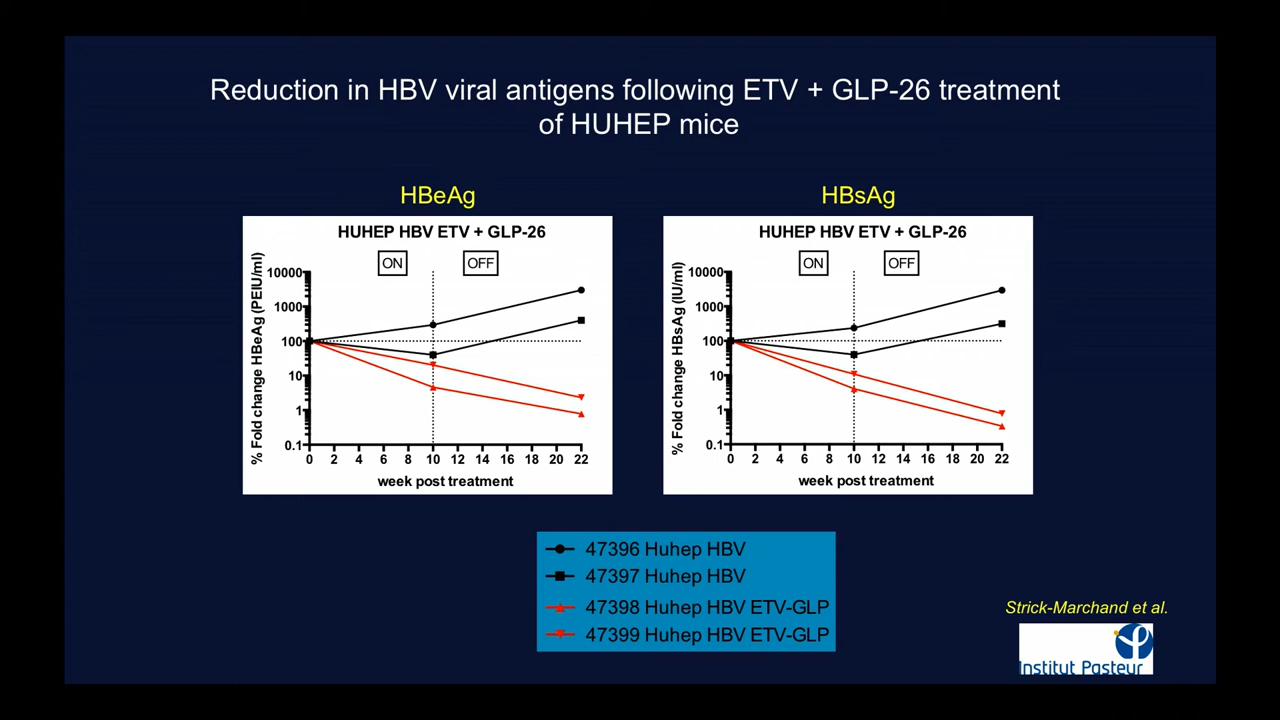 Reduction in HBV viral antigens following ETV + GLP-26 treatment
of HUHEP mice
HBeAg
HUHEP HBV ETV + GLP-26
ON
OFF
% Fold change HBeAg (PEIU/ml)
10000
1000
100
10
1
0.1
0 2 4 6 8 10 12 14 16 18 20 22
week post treatment
HBsAg
HUHEP HBV ETV + GLP-26
ON
OFF
% Fold change HBsAg (IU/ml)
10000
1000
100
10
1
0.1
0 2 4 6 8 10 12 14 16 18 20 22
week post treatment
47396 Huhep HBV
47397 Huhep HBV
47398 Huhep HBV ETV-GLP
47399 Huhep HBV ETV-GLP
Strick-Marchand et al.
Institut Pasteur